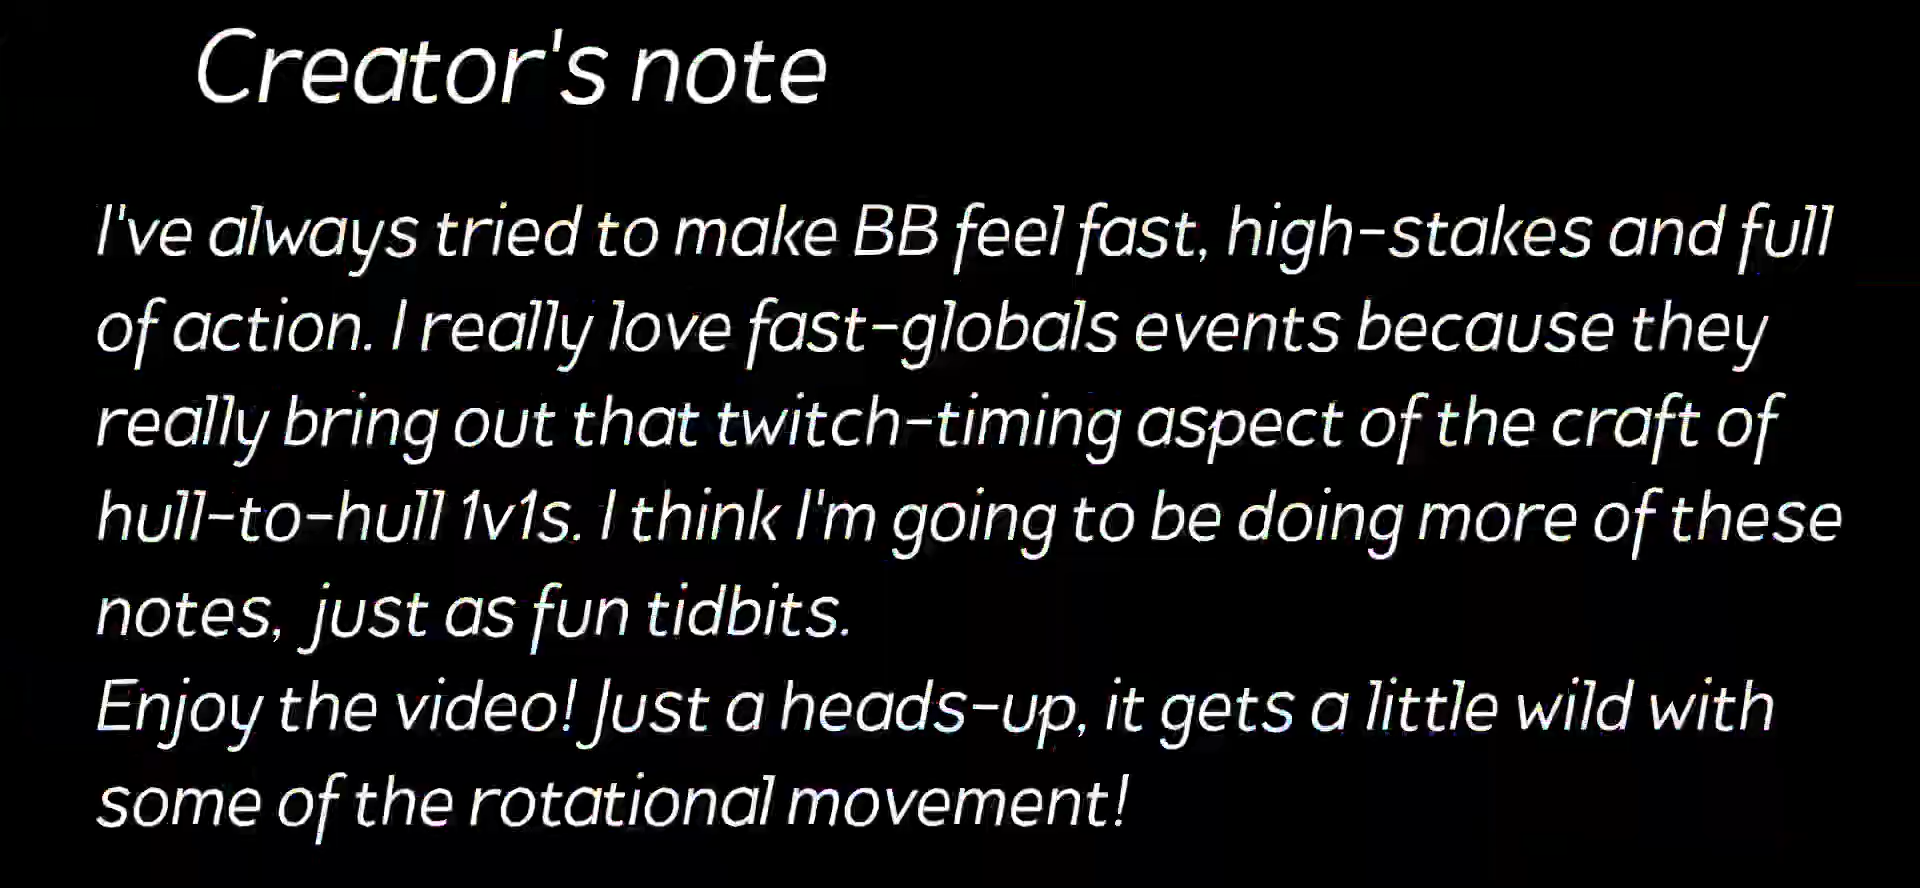 Creator's note
I've always tried to make BB feel fast, high-stakes and full
of action. I really love fast-globals events because they
really bring out that twitch-timing aspect of the craft of
hull-to-hull 1v1s. I think I'm going to be doing more of these
notes, just as fun tidbits.
Enjoy the video! Just a heads-up, it gets a little wild with
some of the rotational movement!